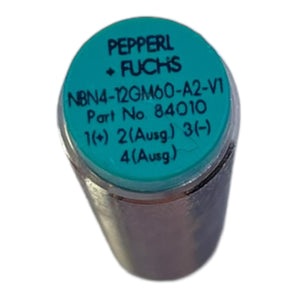 PEPPERL
+ FUCHS
NBN4-12GM60-A2-V1
Part No. 84010
1(+) 2(Ausg) 3(-)
4(Ausg)